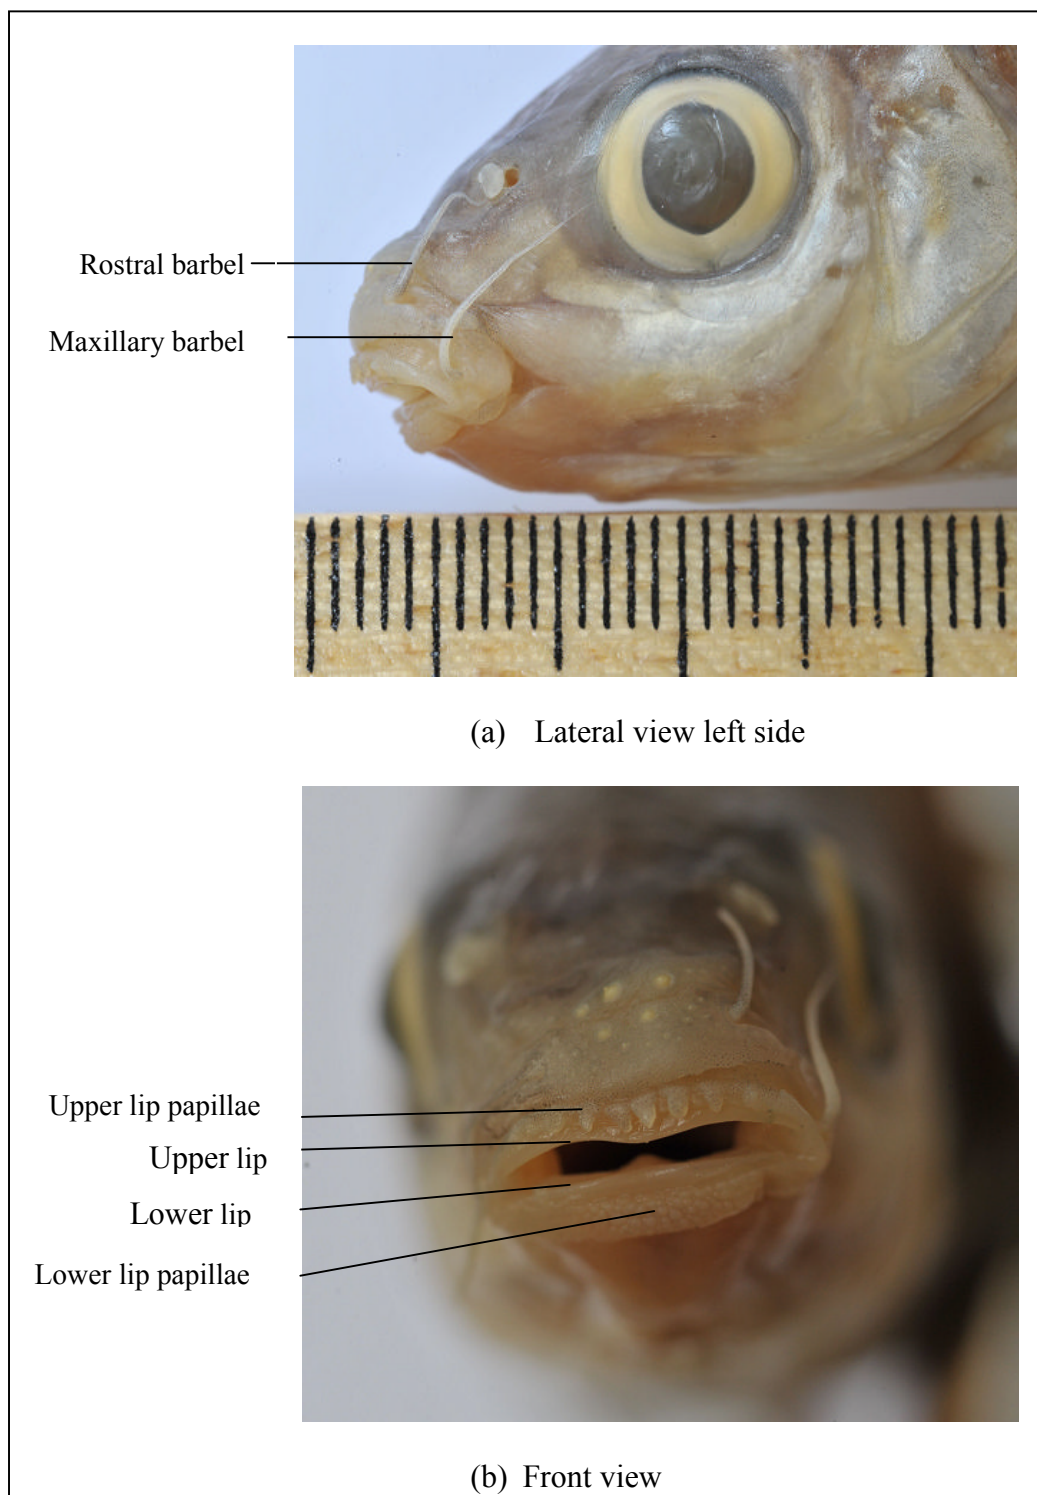 Rostral barbel
Maxillary barbel
(a) Lateral view left side
Upper lip papillae
Upper lip
Lower lip
Lower lip papillae
(b) Front view